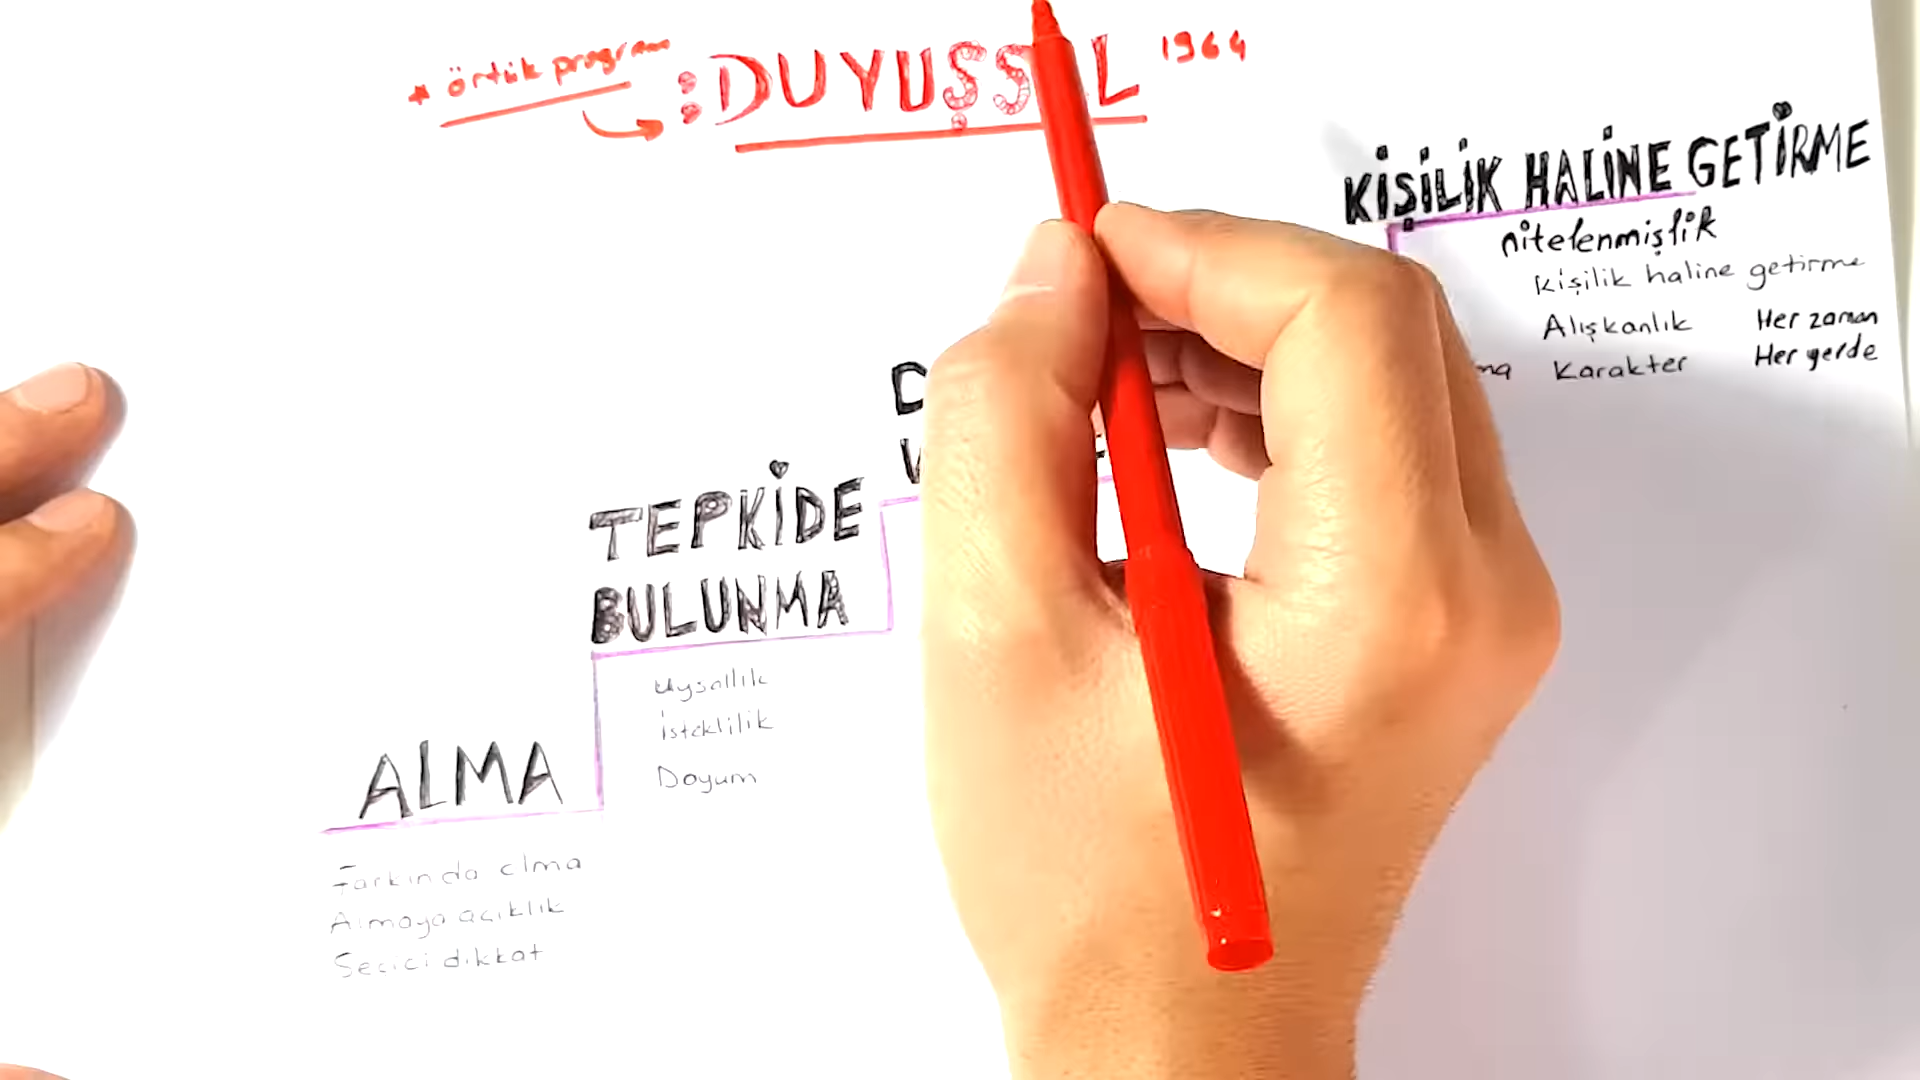 * örtük program
: DUYUŞSAL 1964
KİŞİLİK HALİNE GETİRME
nitelenmişlik
Kişilik haline getirme
Alışkanlık Her zaman
Karakter Her yerde
TEPKİDE
BULUNMA
Uysallık
İsteklilik
Doyum
ALMA
Farkında olma
Almaya açıklık
Seçici dikkat